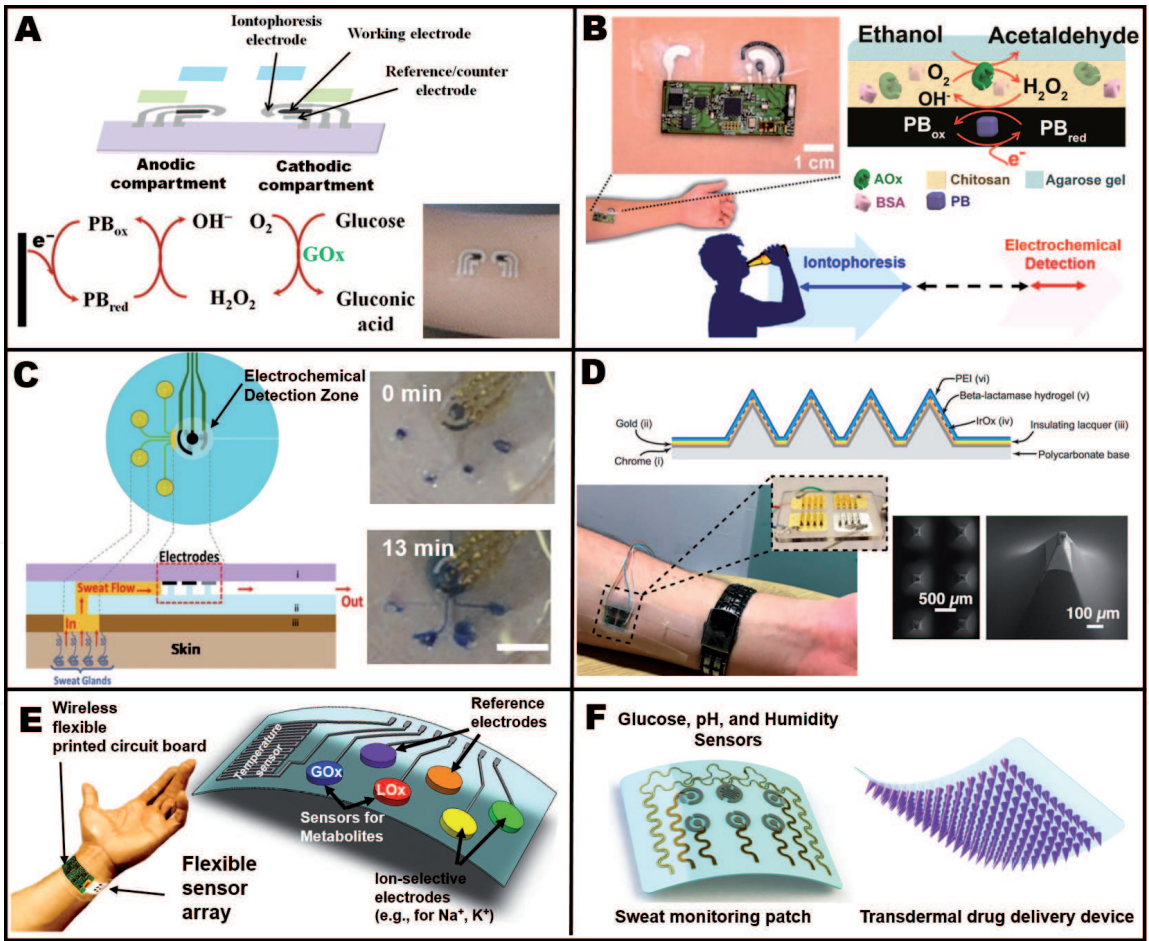 A
Iontophoresis
electrode
Working electrode
Reference/counter
electrode
Anodic
compartment
Cathodic
compartment
e−
PBox
OH−
O2
Glucose
GOx
PBred
H2O2
Gluconic
acid
B
1 cm
Ethanol
Acetaldehyde
O2
OH-
H2O2
PBox
PBred
e-
AOx
Chitosan
Agarose gel
BSA
PB
Iontophoresis
Electrochemical
Detection
C
Electrochemical
Detection Zone
0 min
13 min
Electrodes
Sweat Flow
i
Out
ii
In
iii
Skin
Sweat Glands
D
PEI (vi)
Beta-lactamase hydrogel (v)
IrOx (iv)
Gold (ii)
Insulating lacquer (iii)
Chrome (i)
Polycarbonate base
500 µm
100 µm
E
Wireless
flexible
printed circuit board
Reference
electrodes
Temperature
sensor
GOx
LOx
Sensors for
Metabolites
Flexible
sensor
array
Ion-selective
electrodes
(e.g., for Na+, K+)
F
Glucose, pH, and Humidity
Sensors
Sweat monitoring patch
Transdermal drug delivery device